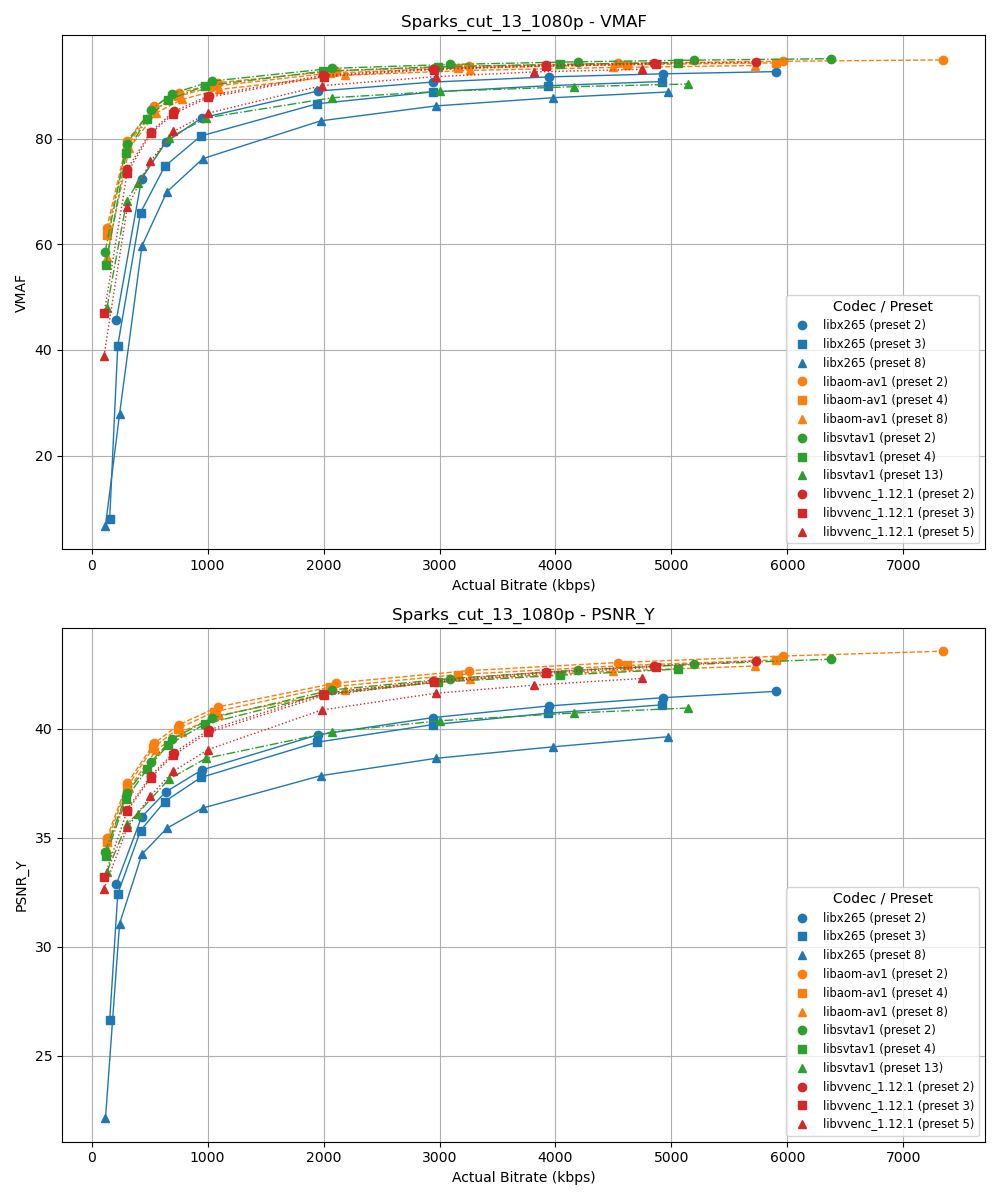 Sparks_cut_13_1080p - VMAF
80
60
40
20
VMAF
Codec / Preset
libx265 (preset 2)
libx265 (preset 3)
libx265 (preset 8)
libaom-av1 (preset 2)
libaom-av1 (preset 4)
libaom-av1 (preset 8)
libsvtav1 (preset 2)
libsvtav1 (preset 4)
libsvtav1 (preset 13)
libvvenc_1.12.1 (preset 2)
libvvenc_1.12.1 (preset 3)
libvvenc_1.12.1 (preset 5)
0 1000 2000 3000 4000 5000 6000 7000
Actual Bitrate (kbps)
Sparks_cut_13_1080p - PSNR_Y
40
35
30
25
PSNR_Y
Codec / Preset
libx265 (preset 2)
libx265 (preset 3)
libx265 (preset 8)
libaom-av1 (preset 2)
libaom-av1 (preset 4)
libaom-av1 (preset 8)
libsvtav1 (preset 2)
libsvtav1 (preset 4)
libsvtav1 (preset 13)
libvvenc_1.12.1 (preset 2)
libvvenc_1.12.1 (preset 3)
libvvenc_1.12.1 (preset 5)
0 1000 2000 3000 4000 5000 6000 7000
Actual Bitrate (kbps)